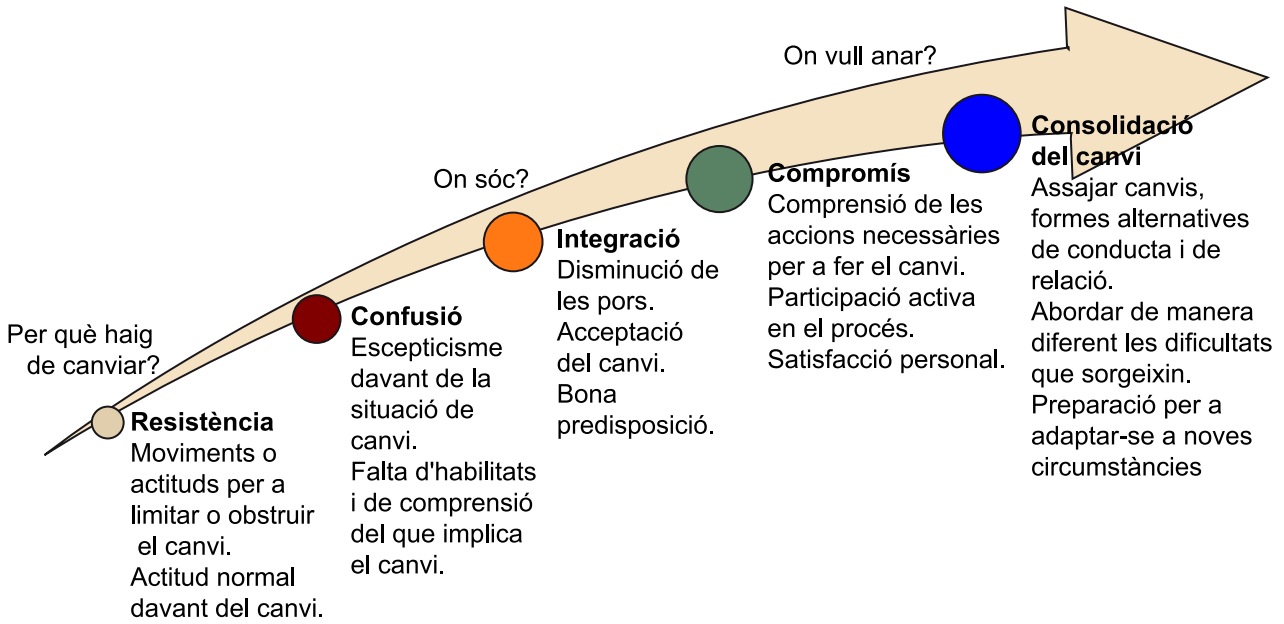 Per què haig
de canviar?
On sóc?
On vull anar?
Resistència
Moviments o
actituds per a
limitar o obstruir
el canvi.
Actitud normal
davant del canvi.
Confusió
Escepticisme
davant de la
situació de
canvi.
Falta d'habilitats
i de comprensió
del que implica
el canvi.
Integració
Disminució de
les pors.
Acceptació
del canvi.
Bona
predisposició.
Compromís
Comprensió de les
accions necessàries
per a fer el canvi.
Participació activa
en el procés.
Satisfacció personal.
Consolidació
del canvi
Assajar canvis,
formes alternatives
de conducta i de
relació.
Abordar de manera
diferent les dificultats
que sorgeixin.
Preparació per a
adaptar-se a noves
circumstàncies